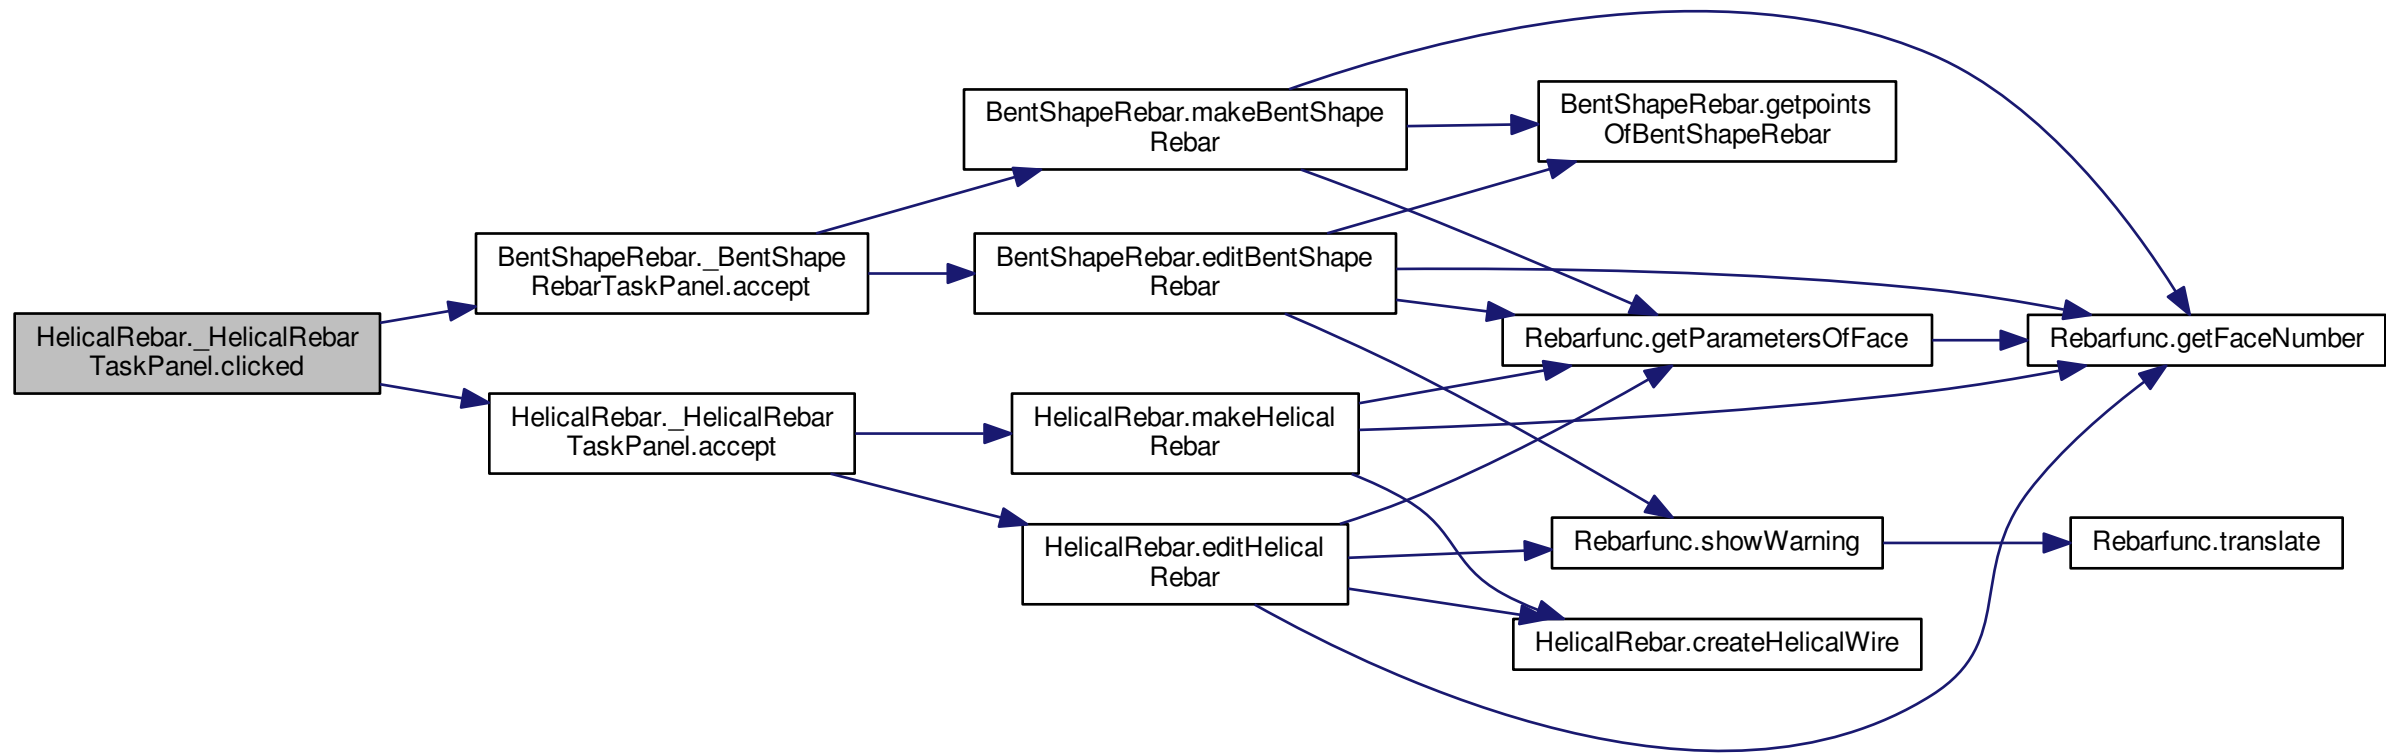 HelicalRebar._HelicalRebar
TaskPanel.clicked
BentShapeRebar._BentShape
RebarTaskPanel.accept
HelicalRebar._HelicalRebar
TaskPanel.accept
BentShapeRebar.makeBentShape
Rebar
BentShapeRebar.editBentShape
Rebar
HelicalRebar.makeHelical
Rebar
HelicalRebar.editHelical
Rebar
BentShapeRebar.getpoints
OfBentShapeRebar
Rebarfunc.getParametersOfFace
Rebarfunc.showWarning
HelicalRebar.createHelicalWire
Rebarfunc.getFaceNumber
Rebarfunc.translate